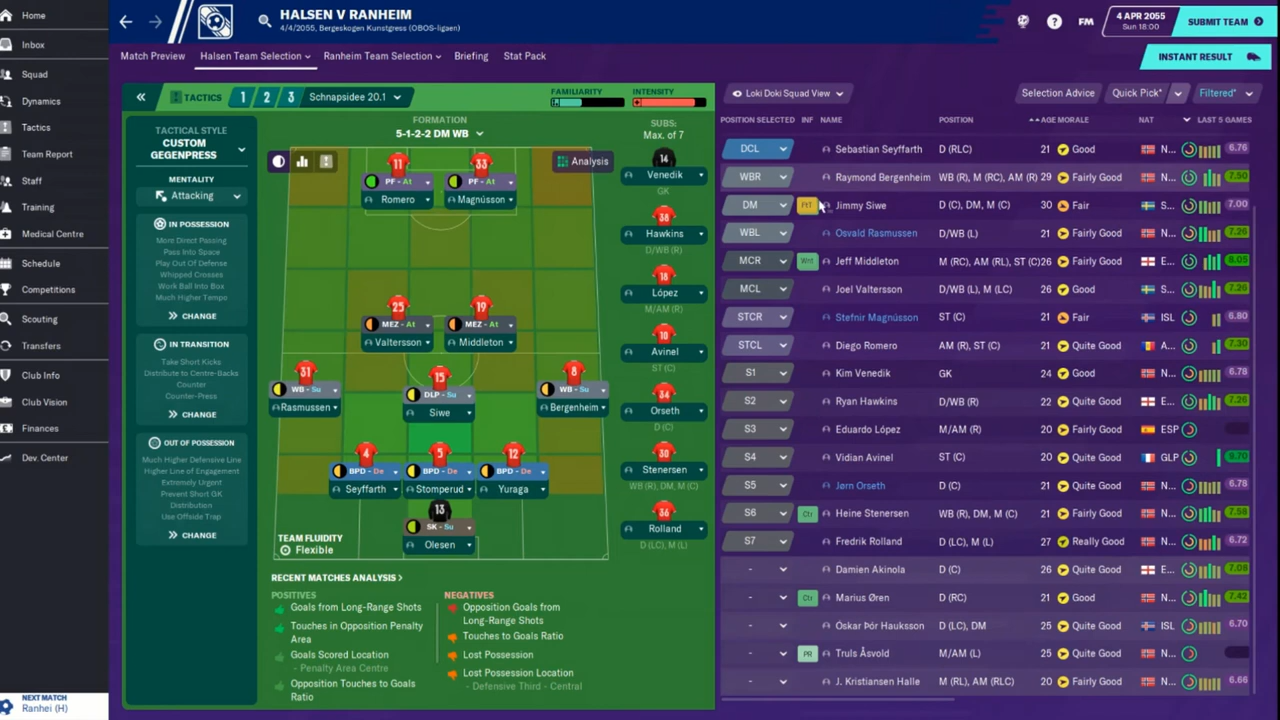 Home
Inbox
Squad
Dynamics
Tactics
Team Report
Staff
Training
Medical Centre
Schedule
Competitions
Scouting
Transfers
Club Info
Club Vision
Finances
Dev. Center
NEXT MATCH
Ranhei (H)
HALSEN V RANHEIM
4/4/2055, Bergeskogen Kunstgress (OBOS-ligaen)
? FM
4 APR 2055
Sun 18:00
SUBMIT TEAM
Match Preview Halsen Team Selection Ranheim Team Selection Briefing Stat Pack
INSTANT RESULT
TACTICS 1 2 3 Schnapsidee 20.1
FAMILIARITY INTENSITY
TACTICAL STYLE
CUSTOM
GEGENPRESS
MENTALITY
Attacking
IN POSSESSION
More Direct Passing
Pass Into Space
Play Out Of Defense
Whipped Crosses
Work Ball Into Box
Much Higher Tempo
CHANGE
IN TRANSITION
Take Short Kicks
Distribute to Centre-Backs
Counter
Counter-Press
CHANGE
OUT OF POSSESSION
Much Higher Defensive Line
Higher Line of Engagement
Extremely Urgent
Prevent Short GK
Distribution
Use Offside Trap
CHANGE
FORMATION
5-1-2-2 DM WB
Analysis
11 33
PF - At PF - At
Romero Magnússon
25 19
MEZ - At MEZ - At
Valtersson Middleton
31 15 8
WB - Su DLP - Su WB - Su
Rasmussen Siwe Bergenheim
4 5 12
BPD - De BPD - De BPD - De
Seyffarth Stomperud Yuraga
13
SK - Su
Olesen
TEAM FLUIDITY
Flexible
SUBS:
Max. of 7
14
Venedik
GK
38
Hawkins
D/WB (R)
18
López
M/AM (R)
10
Avinel
ST (C)
34
Orseth
D (C)
30
Stenersen
WB (R), DM, M (C)
36
Rolland
D (LC), M (L)
RECENT MATCHES ANALYSIS
POSITIVES
Goals from Long-Range Shots
Touches in Opposition Penalty
Area
Goals Scored Location
- Penalty Area Centre
Opposition Touches to Goals
Ratio
NEGATIVES
Opposition Goals from
Long-Range Shots
Touches to Goals Ratio
Lost Possession
Lost Possession Location
- Defensive Third - Central
Loki Doki Squad View Selection Advice Quick Pick* Filtered*
POSITION SELECTED INF NAME POSITION AGE MORALE NAT LAST 5 GAMES
DCL Sebastian Seyffarth D (RLC) 21 Good N... 6.76
WBR Raymond Bergenheim WB (R), M (RC), AM (R) 29 Fairly Good N... 7.50
DM Jimmy Siwe D (C), DM, M (C) 30 Fair S... 7.00
WBL Osvald Rasmussen D/WB (L) 21 Quite Good N... 7.26
MCR Wnt Jeff Middleton M (RC), AM (RL), ST (C) 26 Fairly Good E... 8.05
MCL Joel Valtersson D/WB (L), M (LC) 26 Good S... 7.26
STCR Stefnir Magnússon ST (C) 21 Fair ISL 6.80
STCL Diego Romero AM (R), ST (C) 21 Quite Good A... 7.30
S1 Kim Venedik GK 24 Good N... 6.78
S2 Ryan Hawkins D/WB (R) 22 Quite Good E... 7.26
S3 Eduardo López M/AM (R) 20 Quite Good ESP
S4 Vidian Avinel ST (C) 20 Quite Good GLP 6.70
S5 Jørn Orseth D (C) 21 Quite Good N... 6.78
S6 Ctr Heine Stenersen WB (R), DM, M (C) 26 Quite Good N... 7.58
S7 Fredrik Rolland D (LC), M (L) 27 Really Good N... 6.72
- Damien Akinola D (C) 26 Quite Good E... 7.08
- Ctr Marius Øren D (RC) 21 Good N... 7.42
- Óskar Þór Hauksson D (LC), DM 25 Quite Good ISL 6.70
- PR Truls Åsvold M/AM (L) 25 Quite Good N...
- J. Kristiansen Halle M (RL), AM (RLC) 20 Fairly Good N... 6.66